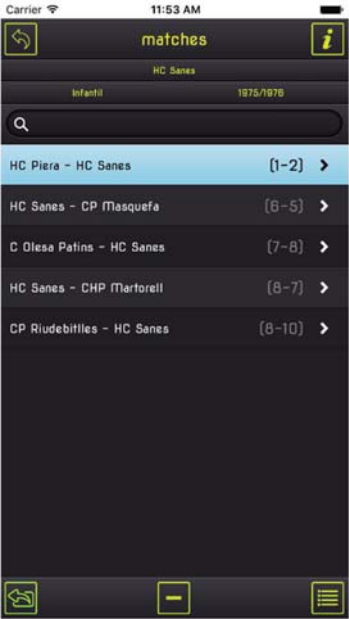 Carrier 11:53 AM
matches
HC Sanes
Infantil 1975/1976
HC Piera - HC Sanes (1-2)
HC Sanes - CP Masquefa (6-5)
C Olesa Patins - HC Sanes (7-8)
HC Sanes - CHP Martorell (8-7)
CP Riudebitlles - HC Sanes (8-10)